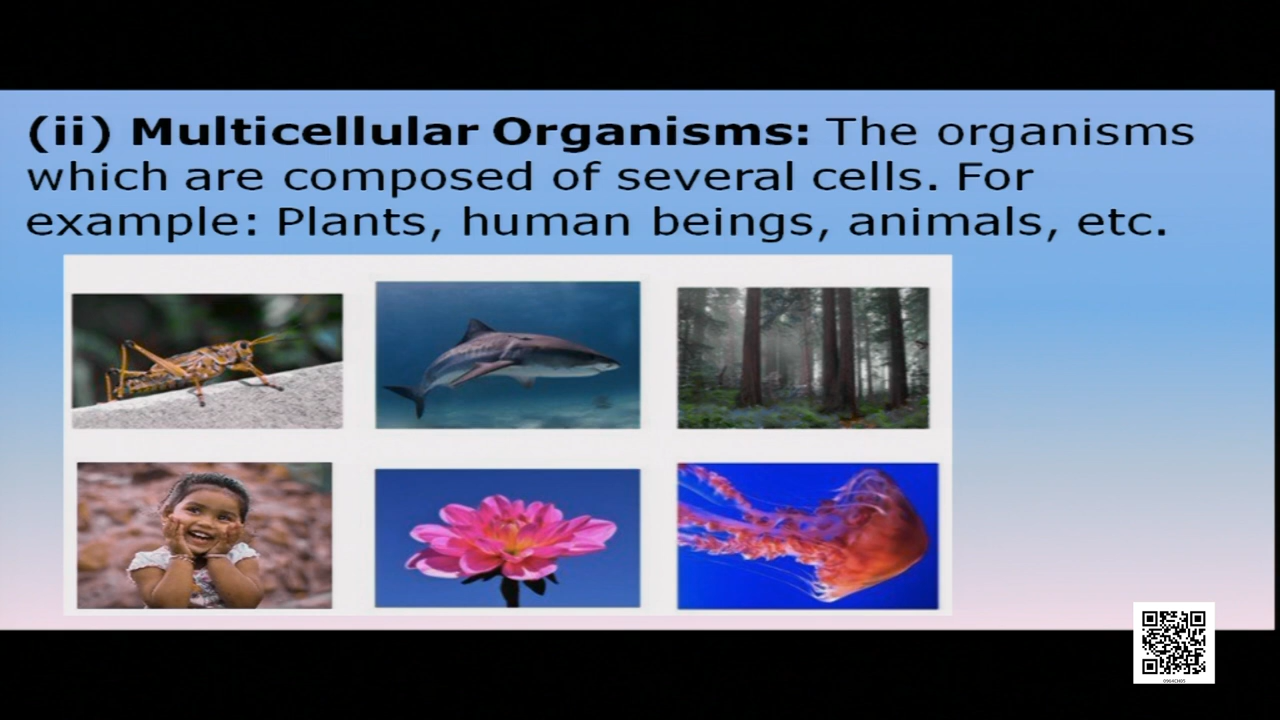 (ii) Multicellular Organisms: The organisms
which are composed of several cells. For
example: Plants, human beings, animals, etc.